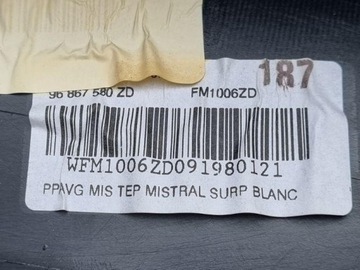 96 867 580 ZD FM1006ZD 187
WFM1006ZD091980121
PPAVG MIS TEP MISTRAL SURP BLANC